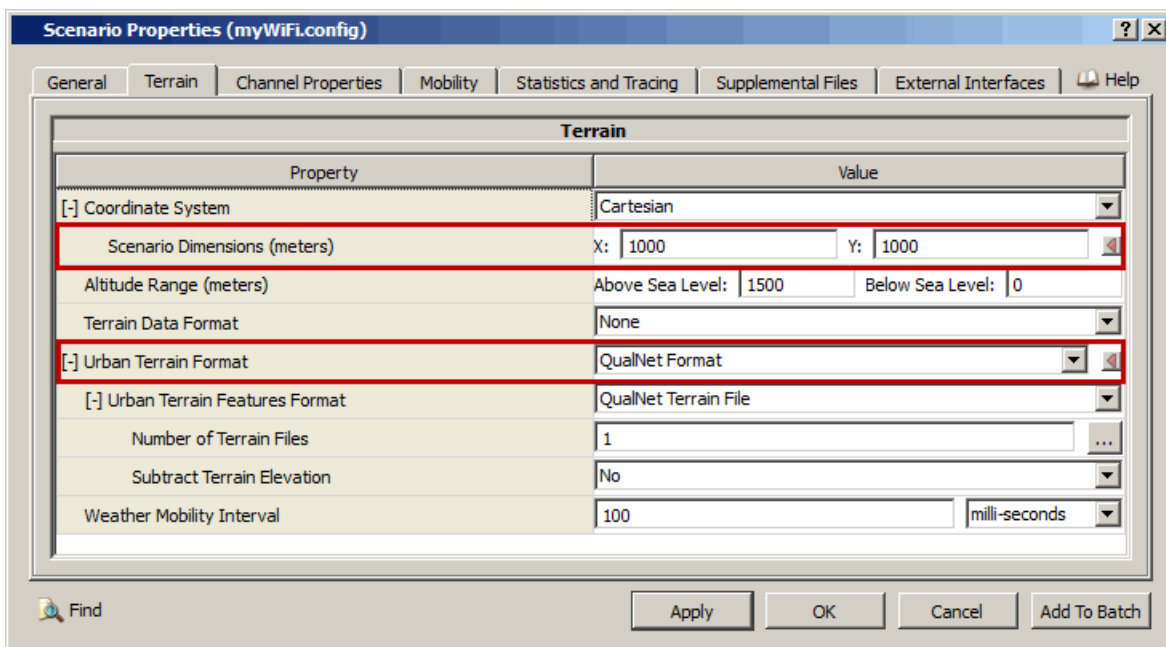 Scenario Properties (myWiFi.config) ? X
General Terrain Channel Properties Mobility Statistics and Tracing Supplemental Files External Interfaces Help
Terrain
Property Value
[-] Coordinate System Cartesian
Scenario Dimensions (meters) X: 1000 Y: 1000
Altitude Range (meters) Above Sea Level: 1500 Below Sea Level: 0
Terrain Data Format None
[-] Urban Terrain Format QualNet Format
[-] Urban Terrain Features Format QualNet Terrain File
Number of Terrain Files 1 ...
Subtract Terrain Elevation No
Weather Mobility Interval 100 milli-seconds
Find Apply OK Cancel Add To Batch